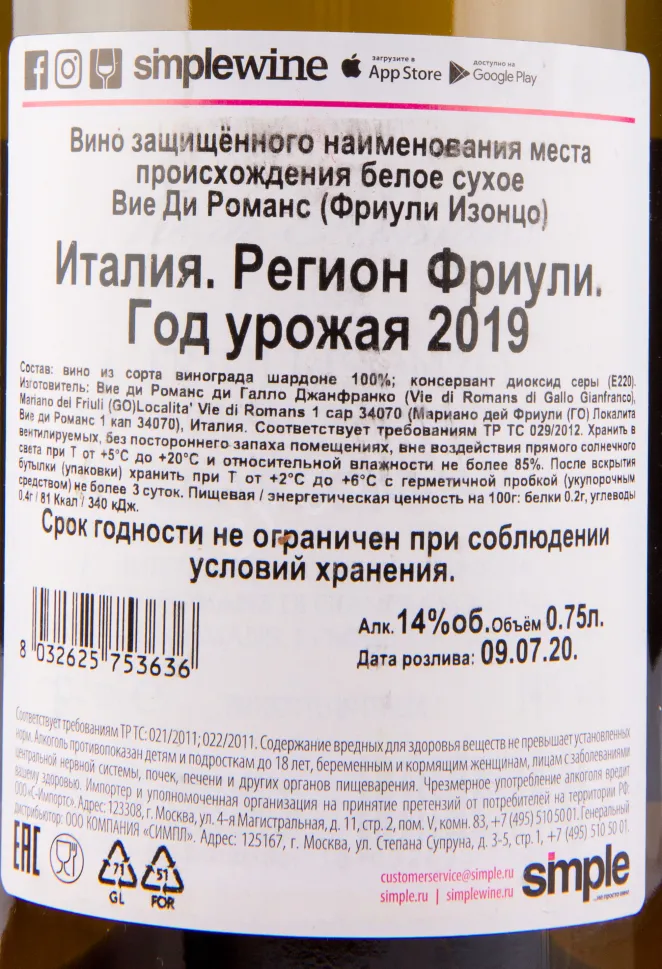 simplewine загрузите в App Store доступно на Google Play
Вино защищённого наименования места
происхождения белое сухое
Вие Ди Романс (Фриули Изонцо)
Италия. Регион Фриули.
Год урожая 2019
Состав: вино из сорта винограда шардоне 100%; консервант диоксид серы (E220).
Изготовитель: Вие ди Романс ди Галло Джанфранко (Vie di Romans di Gallo Gianfranco),
Mariano del Friuli (GO)Localita' Vie di Romans 1 cap 34070 (Мариано дей Фриули (ГО) Локалита
Вие ди Романс 1 кап 34070), Италия. Соответствует требованиям ТР ТС 029/2012. Хранить в
вентилируемых, без постороннего запаха помещениях, вне воздействия прямого солнечного
света при Т от +5°С до +20°С и относительной влажности не более 85%. После вскрытия
бутылки (упаковки) хранить при Т от +2°С до +6°С с герметичной пробкой (укупорочным
средством) не более 3 суток. Пищевая / энергетическая ценность на 100г: белки 0.2г, углеводы
0.4г / 81 Ккал / 340 кДж.
Срок годности не ограничен при соблюдении
условий хранения.
Алк.14%об.Объём 0.75л.
Дата розлива: 09.07.20.
8 032625 753636
Соответствует требованиям ТР ТС: 021/2011; 022/2011. Содержание вредных для здоровья веществ не превышает установленных
норм. Алкоголь противопоказан детям и подросткам до 18 лет, беременным и кормящим женщинам, лицам с заболеваниями
центральной нервной системы, почек, печени и других органов пищеварения. Чрезмерное употребление алкоголя вредит
вашему здоровью. Импортер и уполномоченная организация на принятие претензий от потребителей на территории РФ:
ООО «С-Импортс». Адрес: 123308, г. Москва, ул. 4-я Магистральная, д. 11, стр. 2, пом. V, комн. 83, +7 (495) 510 50 01. Генеральный
дистрибьютор: ООО КОМПАНИЯ «СИМПЛ». Адрес: 125167, г. Москва, ул. Степана Супруна, д. 3-5, стр. 1, +7 (495) 510 50 01.
EAC
71 51
GL FOR
customerservice@simple.ru
simple.ru | simplewine.ru
simple
...не просто вино